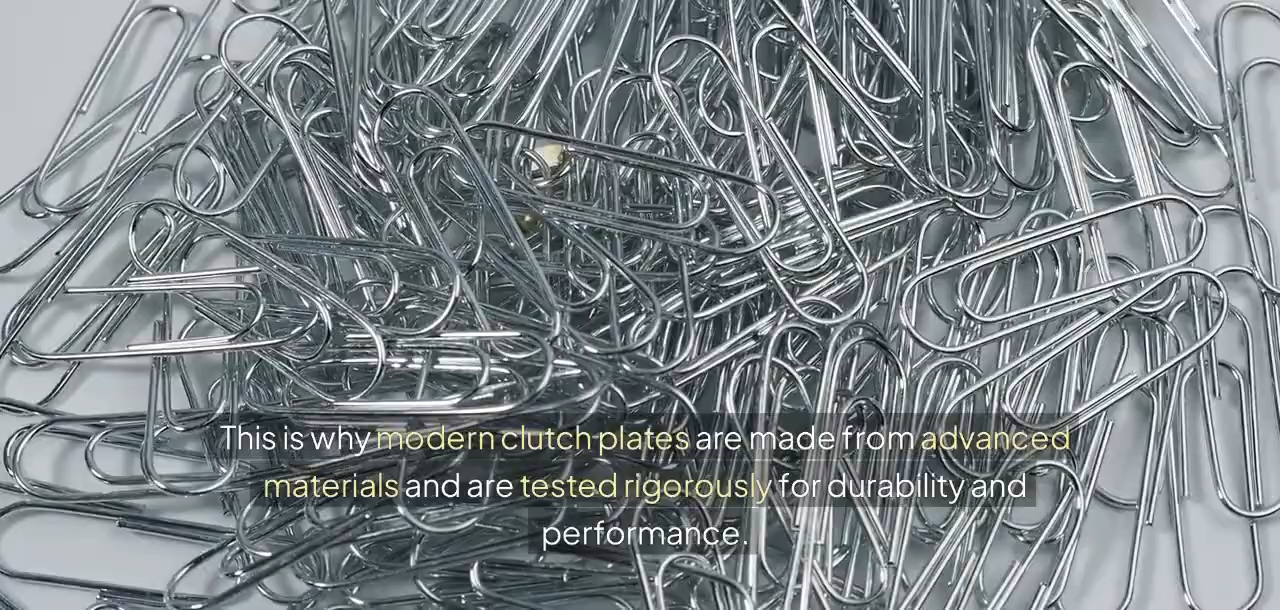 This is why modern clutch plates are made from advanced
materials and are tested rigorously for durability and
performance.